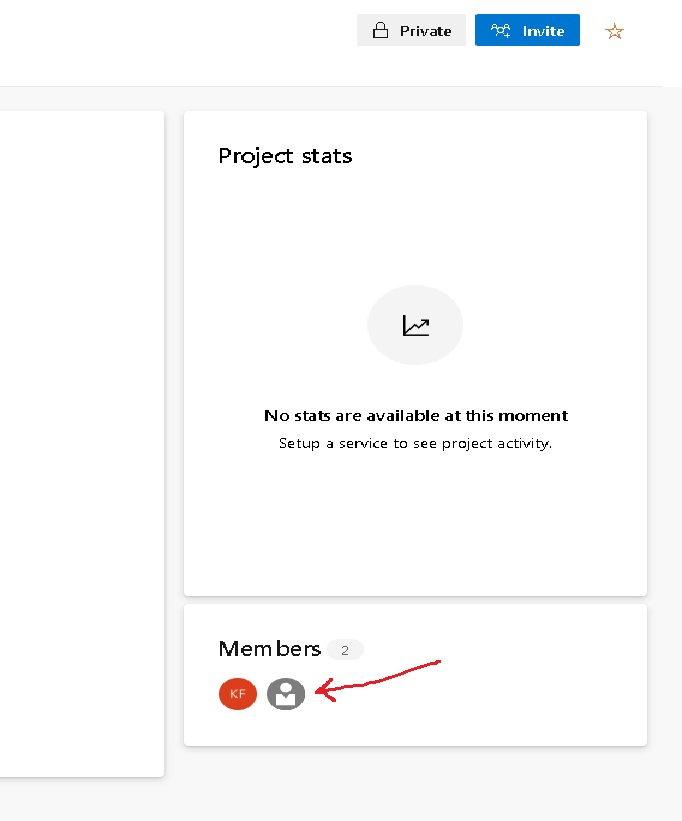 Private Invite
Project stats
No stats are available at this moment
Setup a service to see project activity.
Members 2
KF